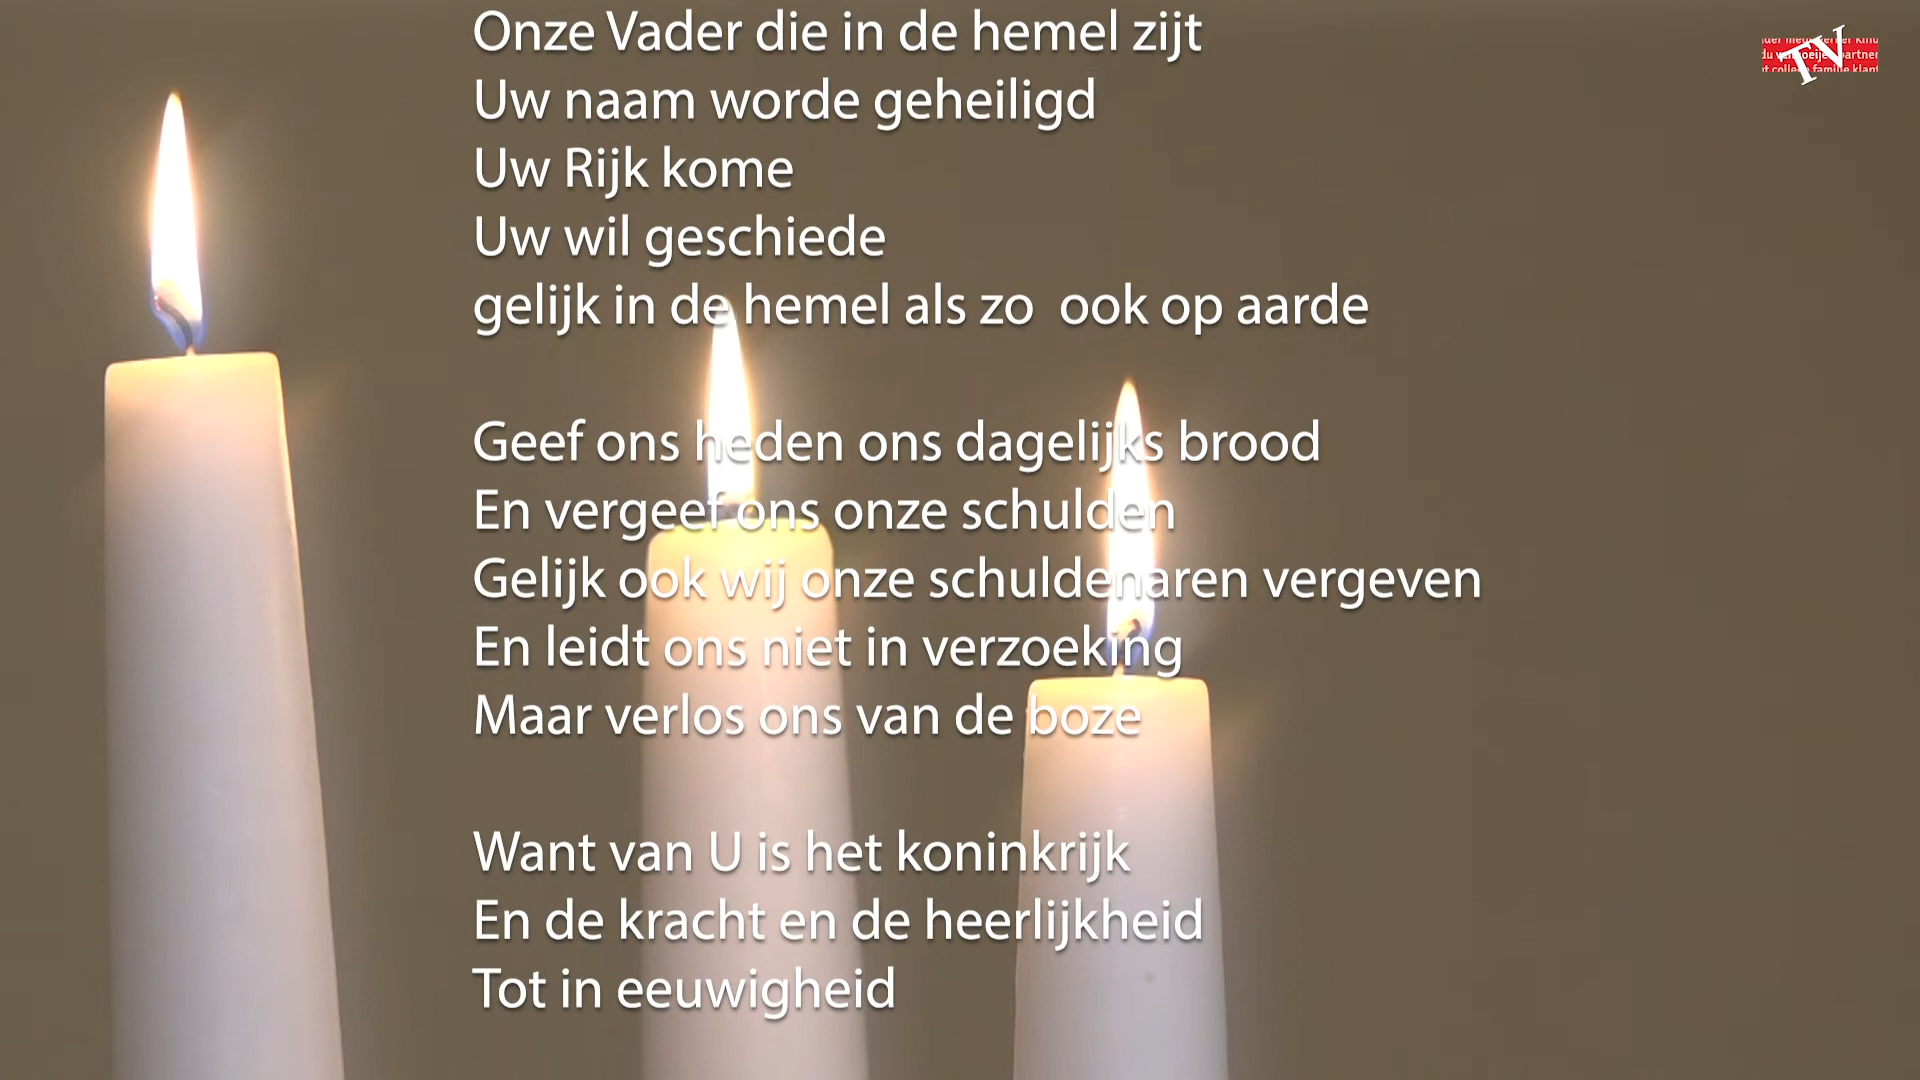 Onze Vader die in de hemel zijt
Uw naam worde geheiligd
Uw Rijk kome
Uw wil geschiede
gelijk in de hemel als zo  ook op aarde
Geef ons heden ons dagelijks brood
En vergeef ons onze schulden
Gelijk ook wij onze schuldenaren vergeven
En leidt ons niet in verzoeking
Maar verlos ons van de boze
Want van U is het koninkrijk
En de kracht en de heerlijkheid
Tot in eeuwigheid
TV
familie